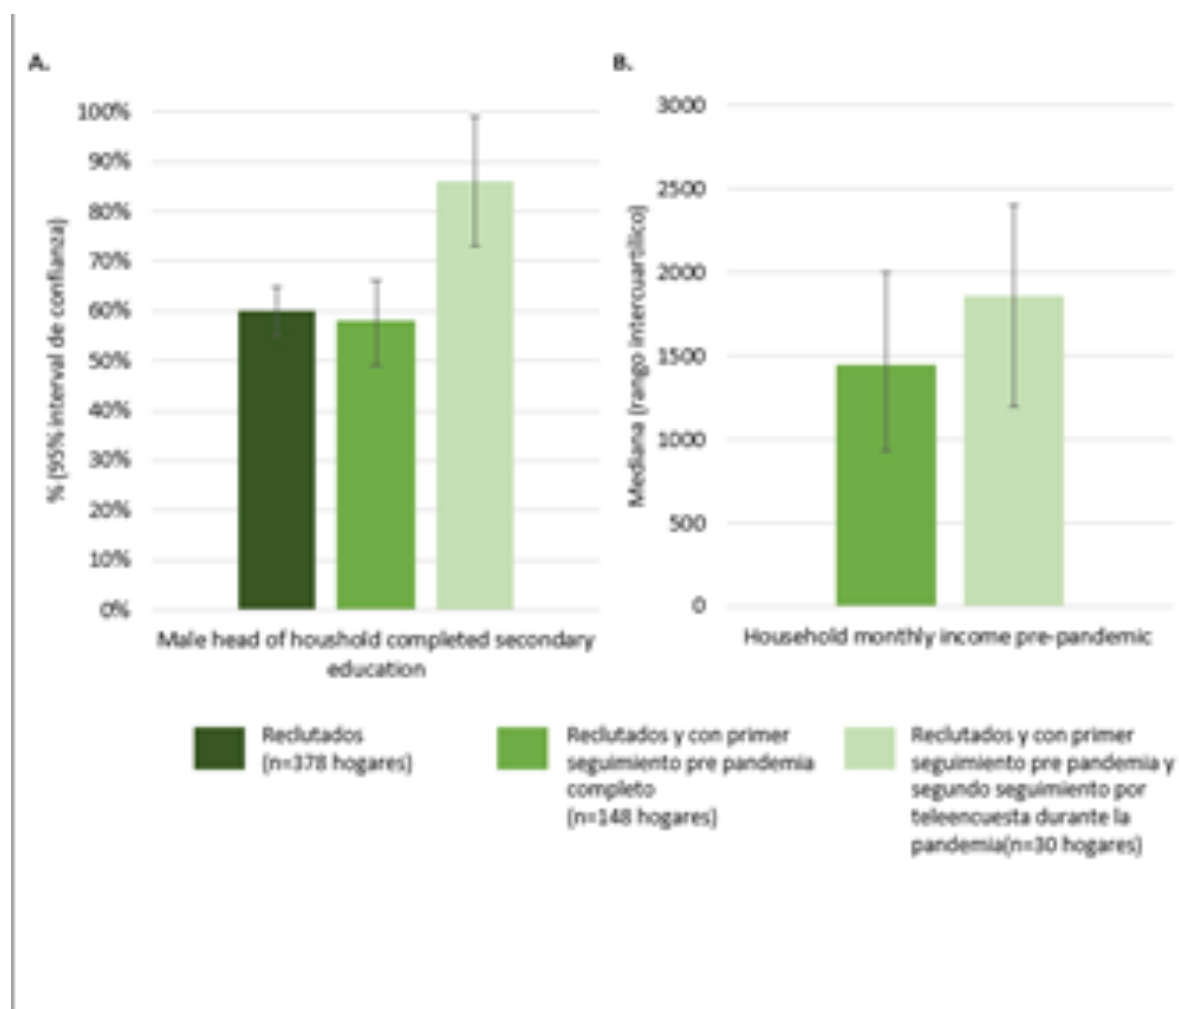 A.
100%
90%
80%
70%
60%
50%
40%
30%
20%
10%
0%
% (95% interval de confianza)
Male head of houshold completed secondary
education
B.
3000
2500
2000
1500
1000
500
0
Mediana (rango intercuartílico)
Household monthly income pre-pandemic
Reclutados
(n=378 hogares)
Reclutados y con primer
seguimiento pre pandemia
completo
(n=148 hogares)
Reclutados y con primer
seguimiento pre pandemia y
segundo seguimiento por
teleencuesta durante la
pandemia(n=30 hogares)